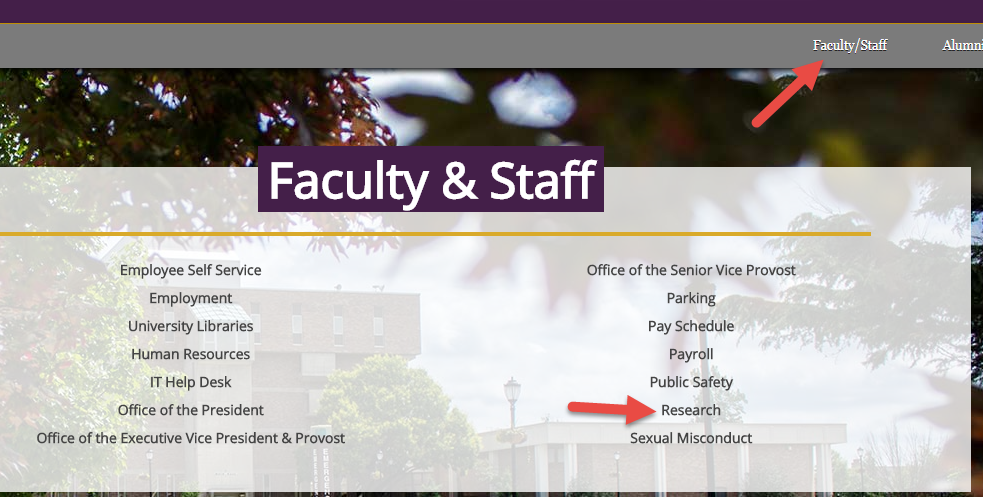 Faculty/Staff
Alumni
Faculty & Staff
Employee Self Service
Employment
University Libraries
Human Resources
IT Help Desk
Office of the President
Office of the Executive Vice President & Provost
Office of the Senior Vice Provost
Parking
Pay Schedule
Payroll
Public Safety
Research
Sexual Misconduct
EMERGENCY